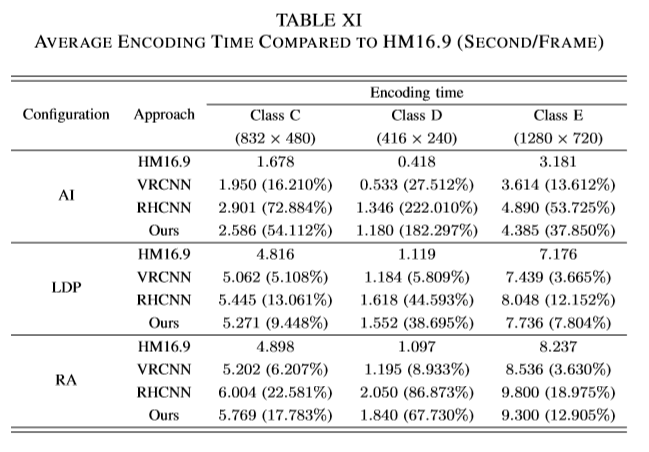 TABLE XI
AVERAGE ENCODING TIME COMPARED TO HM16.9 (SECOND/FRAME)
Encoding time
Configuration Approach Class C Class D Class E
(832 × 480) (416 × 240) (1280 × 720)
HM16.9 1.678 0.418 3.181
VRCNN 1.950 (16.210%) 0.533 (27.512%) 3.614 (13.612%)
AI
RHCNN 2.901 (72.884%) 1.346 (222.010%) 4.890 (53.725%)
Ours 2.586 (54.112%) 1.180 (182.297%) 4.385 (37.850%)
HM16.9 4.816 1.119 7.176
VRCNN 5.062 (5.108%) 1.184 (5.809%) 7.439 (3.665%)
LDP
RHCNN 5.445 (13.061%) 1.618 (44.593%) 8.048 (12.152%)
Ours 5.271 (9.448%) 1.552 (38.695%) 7.736 (7.804%)
HM16.9 4.898 1.097 8.237
VRCNN 5.202 (6.207%) 1.195 (8.933%) 8.536 (3.630%)
RA
RHCNN 6.004 (22.581%) 2.050 (86.873%) 9.800 (18.975%)
Ours 5.769 (17.783%) 1.840 (67.730%) 9.300 (12.905%)